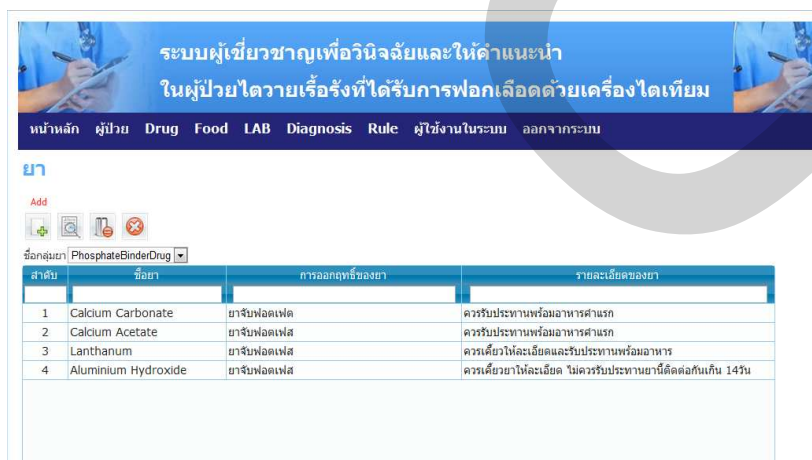 ระบบผู้เชี่ยวชาญเพื่อวินิจฉัยและให้คำแนะนำ
ในผู้ป่วยไตวายเรื้อรังที่ได้รับการฟอกเลือดด้วยเครื่องไตเทียม
หน้าหลัก ผู้ป่วย Drug Food LAB Diagnosis Rule ผู้ใช้งานในระบบ ออกจากระบบ
ยา
Add
ชื่อกลุ่มยา PhosphateBinderDrug
ลำดับ ชื่อยา การออกฤทธิ์ของยา รายละเอียดของยา
1 Calcium Carbonate ยาจับฟอตเฟต ควรรับประทานพร้อมอาหารคำแรก
2 Calcium Acetate ยาจับฟอตเฟส ควรรับประทานพร้อมอาหารคำแรก
3 Lanthanum ยาจับฟอตเฟส ควรเคี้ยวให้ละเอียดและรับประทานพร้อมอาหาร
4 Aluminium Hydroxide ยาจับฟอตเฟส ควรเคี้ยวยาให้ละเอียด ไม่ควรรับประทานยานี้ติดต่อกันเกิน 14วัน